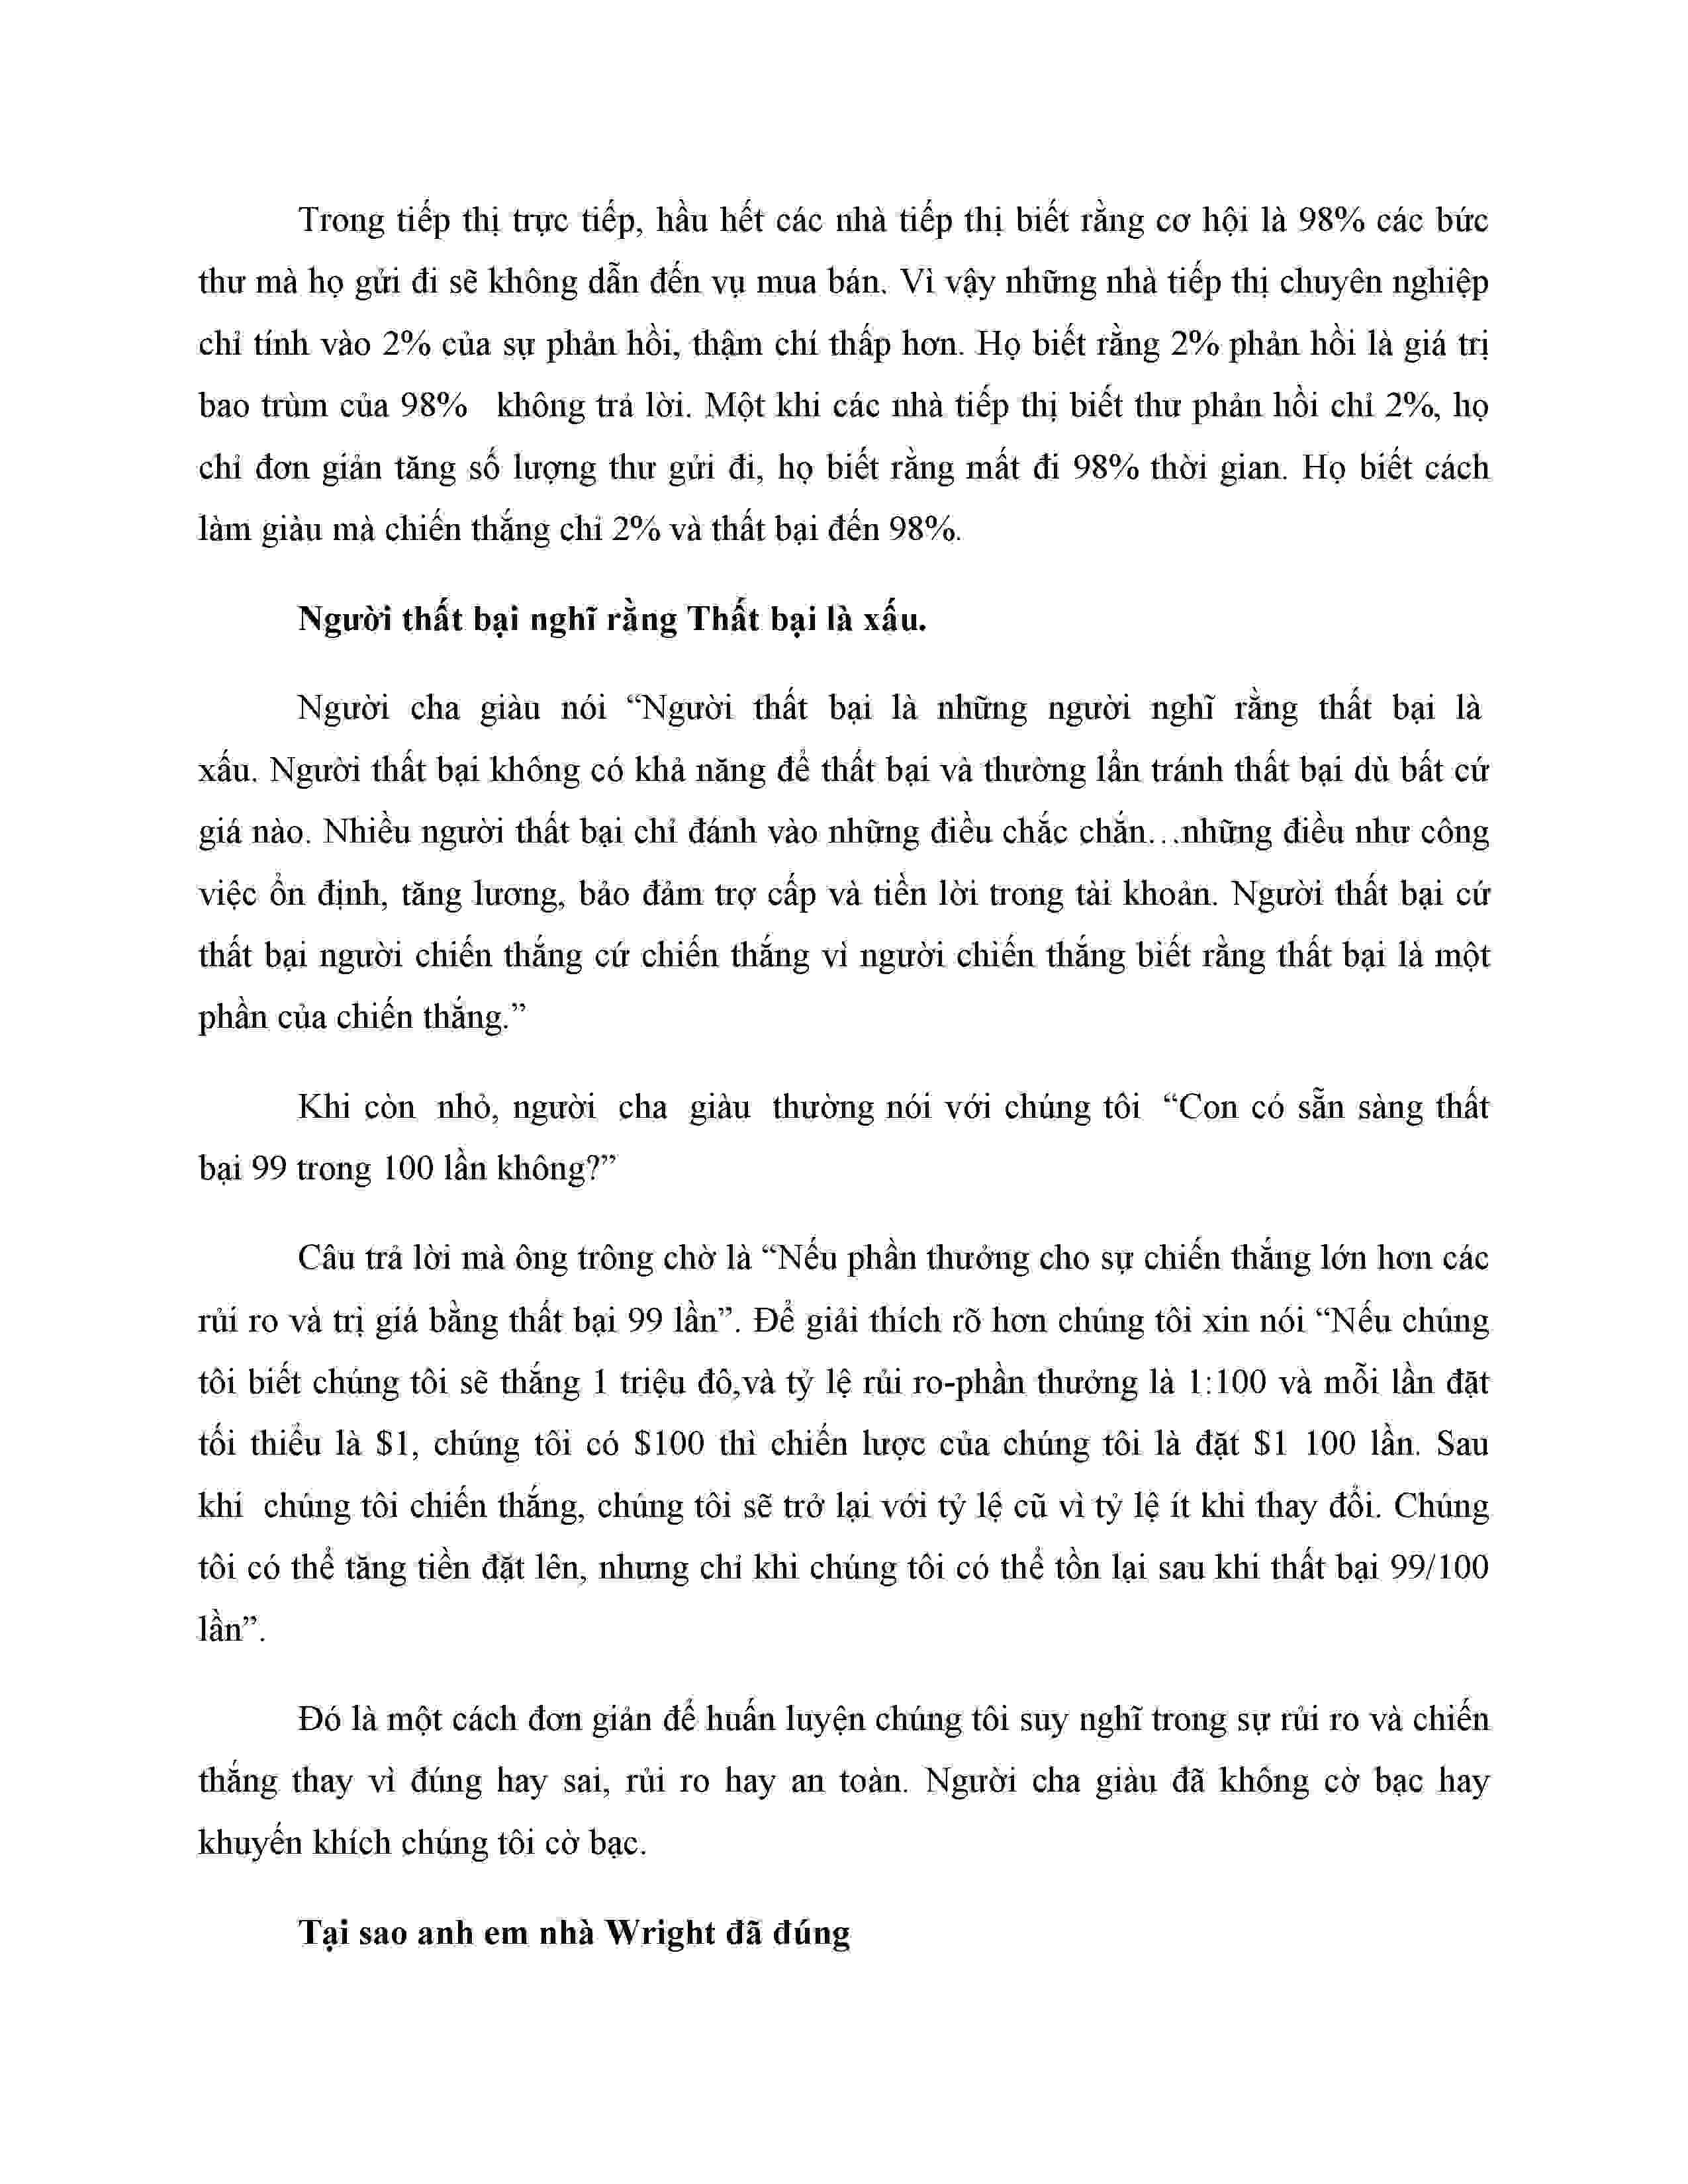 Trong tiếp thị trực tiếp, hầu hết các nhà tiếp thị biết rằng cơ hội là 98% các bức
thư mà họ gửi đi sẽ không dẫn đến vụ mua bán. Vì vậy những nhà tiếp thị chuyên nghiệp
chỉ tính vào 2% của sự phản hồi, thậm chí thấp hơn. Họ biết rằng 2% phản hồi là giá trị
bao trùm của 98% không trả lời. Một khi các nhà tiếp thị biết thư phản hồi chỉ 2%, họ
chỉ đơn giản tăng số lượng thư gửi đi, họ biết rằng mất đi 98% thời gian. Họ biết cách
làm giàu mà chiến thắng chỉ 2% và thất bại đến 98%.
Người thất bại nghĩ rằng Thất bại là xấu.
Người cha giàu nói “Người thất bại là những người nghĩ rằng thất bại là
xấu. Người thất bại không có khả năng để thất bại và thường lẩn tránh thất bại dù bất cứ
giá nào. Nhiều người thất bại chỉ đánh vào những điều chắc chắn…những điều như công
việc ổn định, tăng lương, bảo đảm trợ cấp và tiền lời trong tài khoản. Người thất bại cứ
thất bại người chiến thắng cứ chiến thắng vì người chiến thắng biết rằng thất bại là một
phần của chiến thắng.”
Khi còn nhỏ, người cha giàu thường nói với chúng tôi “Con có sẵn sàng thất
bại 99 trong 100 lần không?”
Câu trả lời mà ông trông chờ là “Nếu phần thưởng cho sự chiến thắng lớn hơn các
rủi ro và trị giá bằng thất bại 99 lần”. Để giải thích rõ hơn chúng tôi xin nói “Nếu chúng
tôi biết chúng tôi sẽ thắng 1 triệu đô,và tỷ lệ rủi ro-phần thưởng là 1:100 và mỗi lần đặt
tối thiểu là $1, chúng tôi có $100 thì chiến lược của chúng tôi là đặt $1 100 lần. Sau
khi chúng tôi chiến thắng, chúng tôi sẽ trở lại với tỷ lệ cũ vì tỷ lệ ít khi thay đổi. Chúng
tôi có thể tăng tiền đặt lên, nhưng chỉ khi chúng tôi có thể tồn lại sau khi thất bại 99/100
lần”.
Đó là một cách đơn giản để huấn luyện chúng tôi suy nghĩ trong sự rủi ro và chiến
thắng thay vì đúng hay sai, rủi ro hay an toàn. Người cha giàu đã không cờ bạc hay
khuyến khích chúng tôi cờ bạc.
Tại sao anh em nhà Wright đã đúng